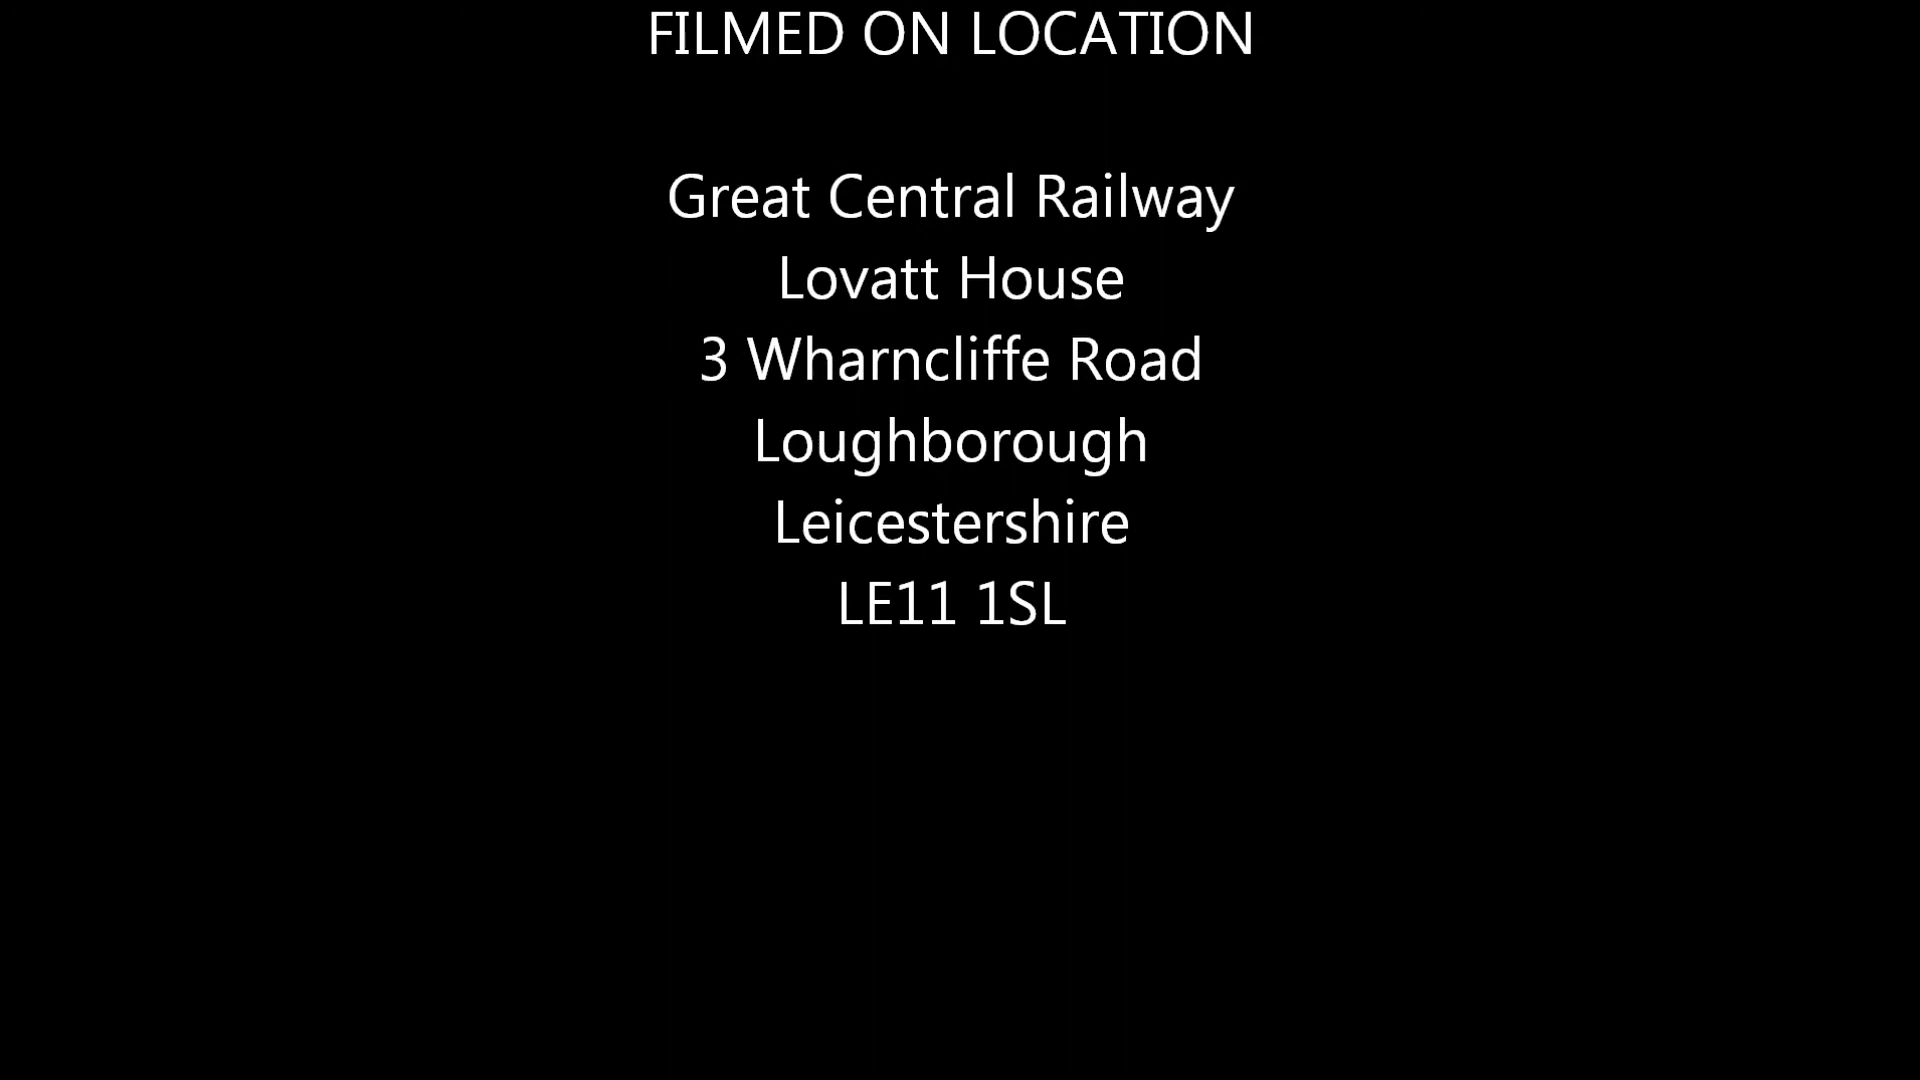 FILMED ON LOCATION
Great Central Railway
Lovatt House
3 Wharncliffe Road
Loughborough
Leicestershire
LE11 1SL